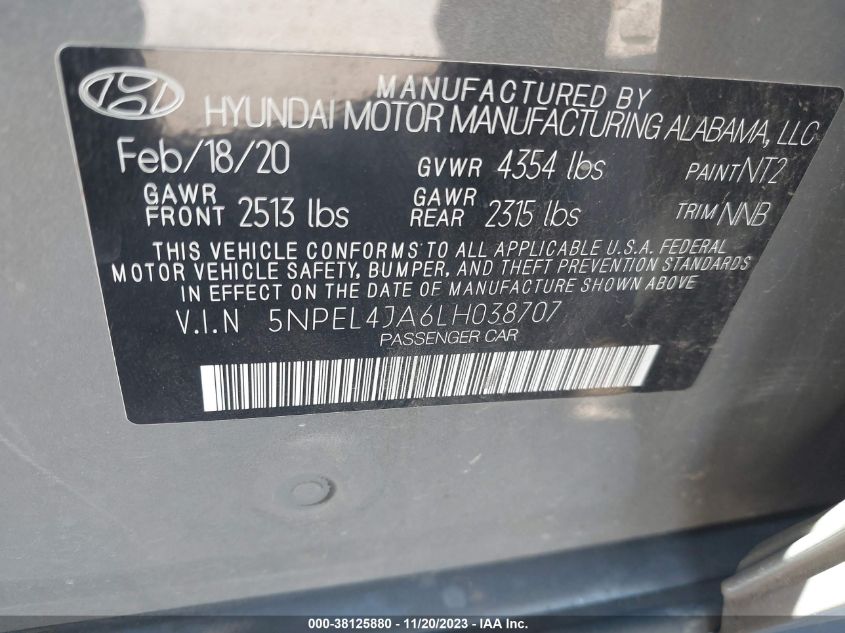 MANUFACTURED BY
HYUNDAI MOTOR MANUFACTURING ALABAMA, LLC
Feb/18/20 GVWR 4354 lbs PAINT NT2
GAWR FRONT 2513 lbs GAWR REAR 2315 lbs TRIM NNB
THIS VEHICLE CONFORMS TO ALL APPLICABLE U.S.A. FEDERAL
MOTOR VEHICLE SAFETY, BUMPER, AND THEFT PREVENTION STANDARDS
IN EFFECT ON THE DATE OF MANUFACTURE SHOWN ABOVE
V.I.N 5NPEL4JA6LH038707
PASSENGER CAR
000-38125880 - 11/20/2023 - IAA Inc.